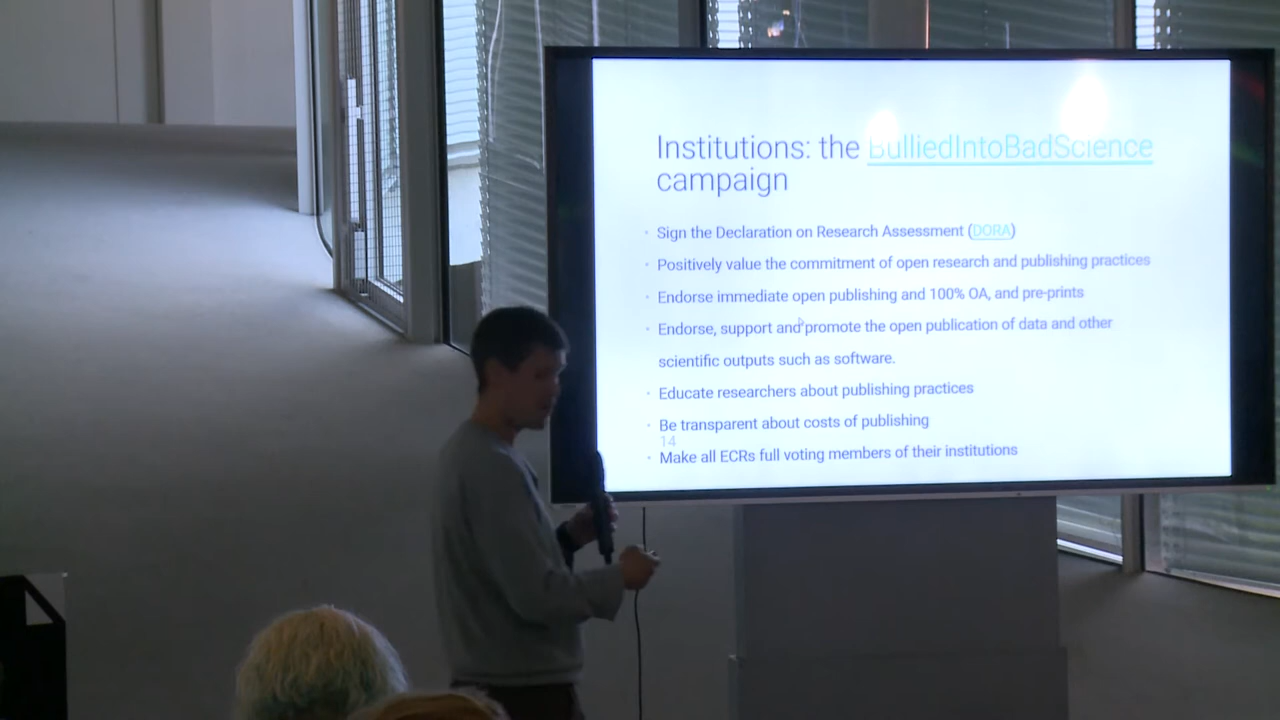 Institutions: the BulliedIntoBadScience
campaign
· Sign the Declaration on Research Assessment (DORA)
· Positively value the commitment of open research and publishing practices
· Endorse immediate open publishing and 100% OA, and pre-prints
· Endorse, support and promote the open publication of data and other
scientific outputs such as software.
· Educate researchers about publishing practices
· Be transparent about costs of publishing
14
· Make all ECRs full voting members of their institutions